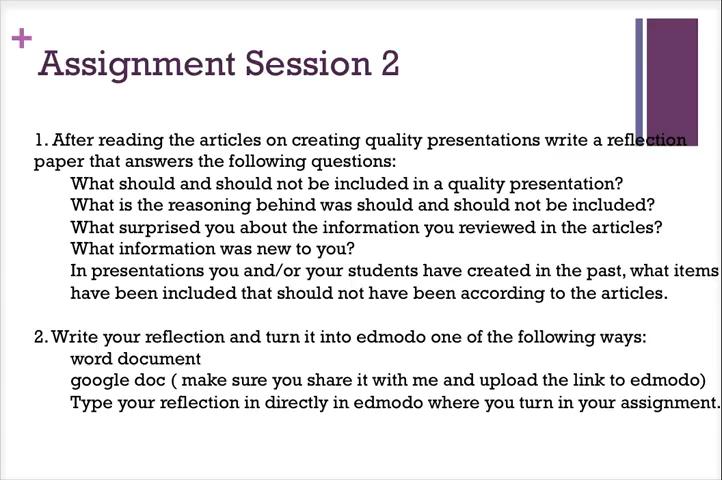 +
Assignment Session 2
1. After reading the articles on creating quality presentations write a reflection
paper that answers the following questions:
What should and should not be included in a quality presentation?
What is the reasoning behind was should and should not be included?
What surprised you about the information you reviewed in the articles?
What information was new to you?
In presentations you and/or your students have created in the past, what items
have been included that should not have been according to the articles.
2. Write your reflection and turn it into edmodo one of the following ways:
word document
google doc ( make sure you share it with me and upload the link to edmodo)
Type your reflection in directly in edmodo where you turn in your assignment.